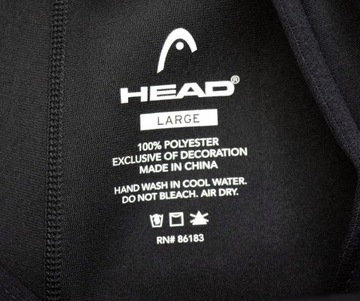 HEAD®
LARGE
100% POLYESTER
EXCLUSIVE OF DECORATION
MADE IN CHINA
HAND WASH IN COOL WATER.
DO NOT BLEACH. AIR DRY.
RN# 86183